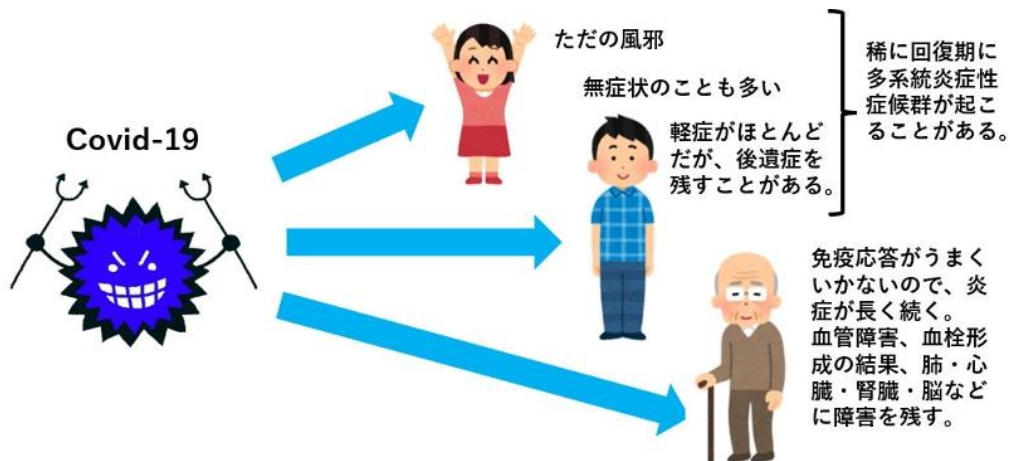 Covid-19
ただの風邪
無症状のことも多い
軽症がほとんど
だが、後遺症を
残すことがある。
稀に回復期に
多系統炎症性
症候群が起こ
ることがある。
免疫応答がうまく
いかないので、炎
症が長く続く。
血管障害、血栓形
成の結果、肺・心
臓・腎臓・脳など
に障害を残す。